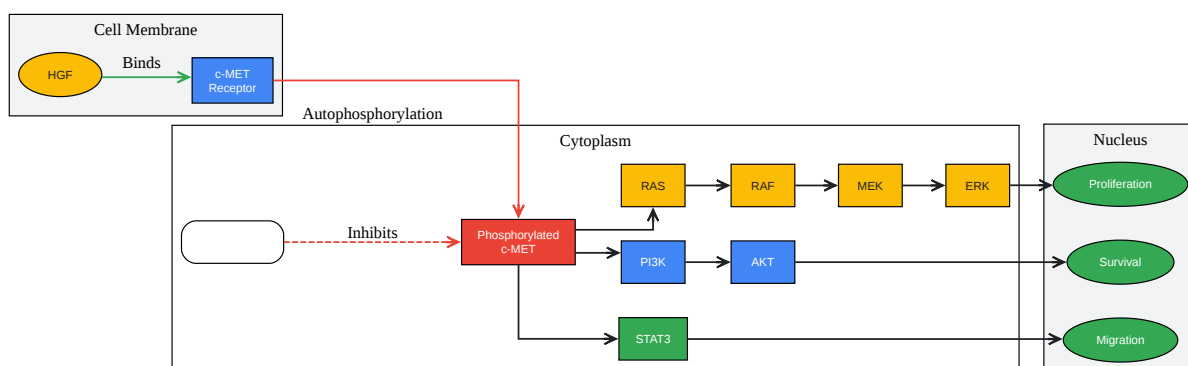 Cell Membrane
Binds
HGF
c-MET
Receptor
Autophosphorylation
Cytoplasm
Nucleus
RAS
RAF
MEK
ERK
Proliferation
Inhibits
Phosphorylated
c-MET
PI3K
AKT
Survival
STAT3
Migration